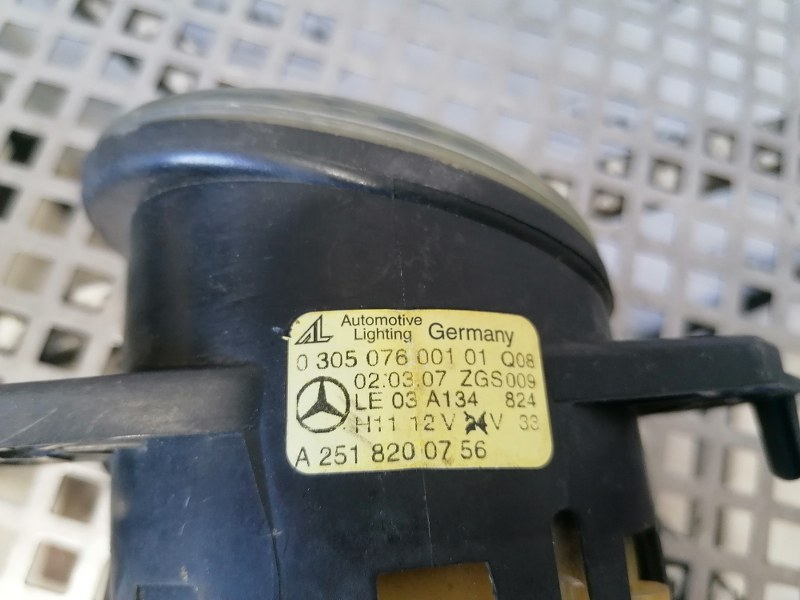 AL Automotive Lighting Germany
0 305 076 001 01 Q08
02.03.07 ZGS009
LE 03 A134 824
H11 12V V 33
A 251 820 07 56